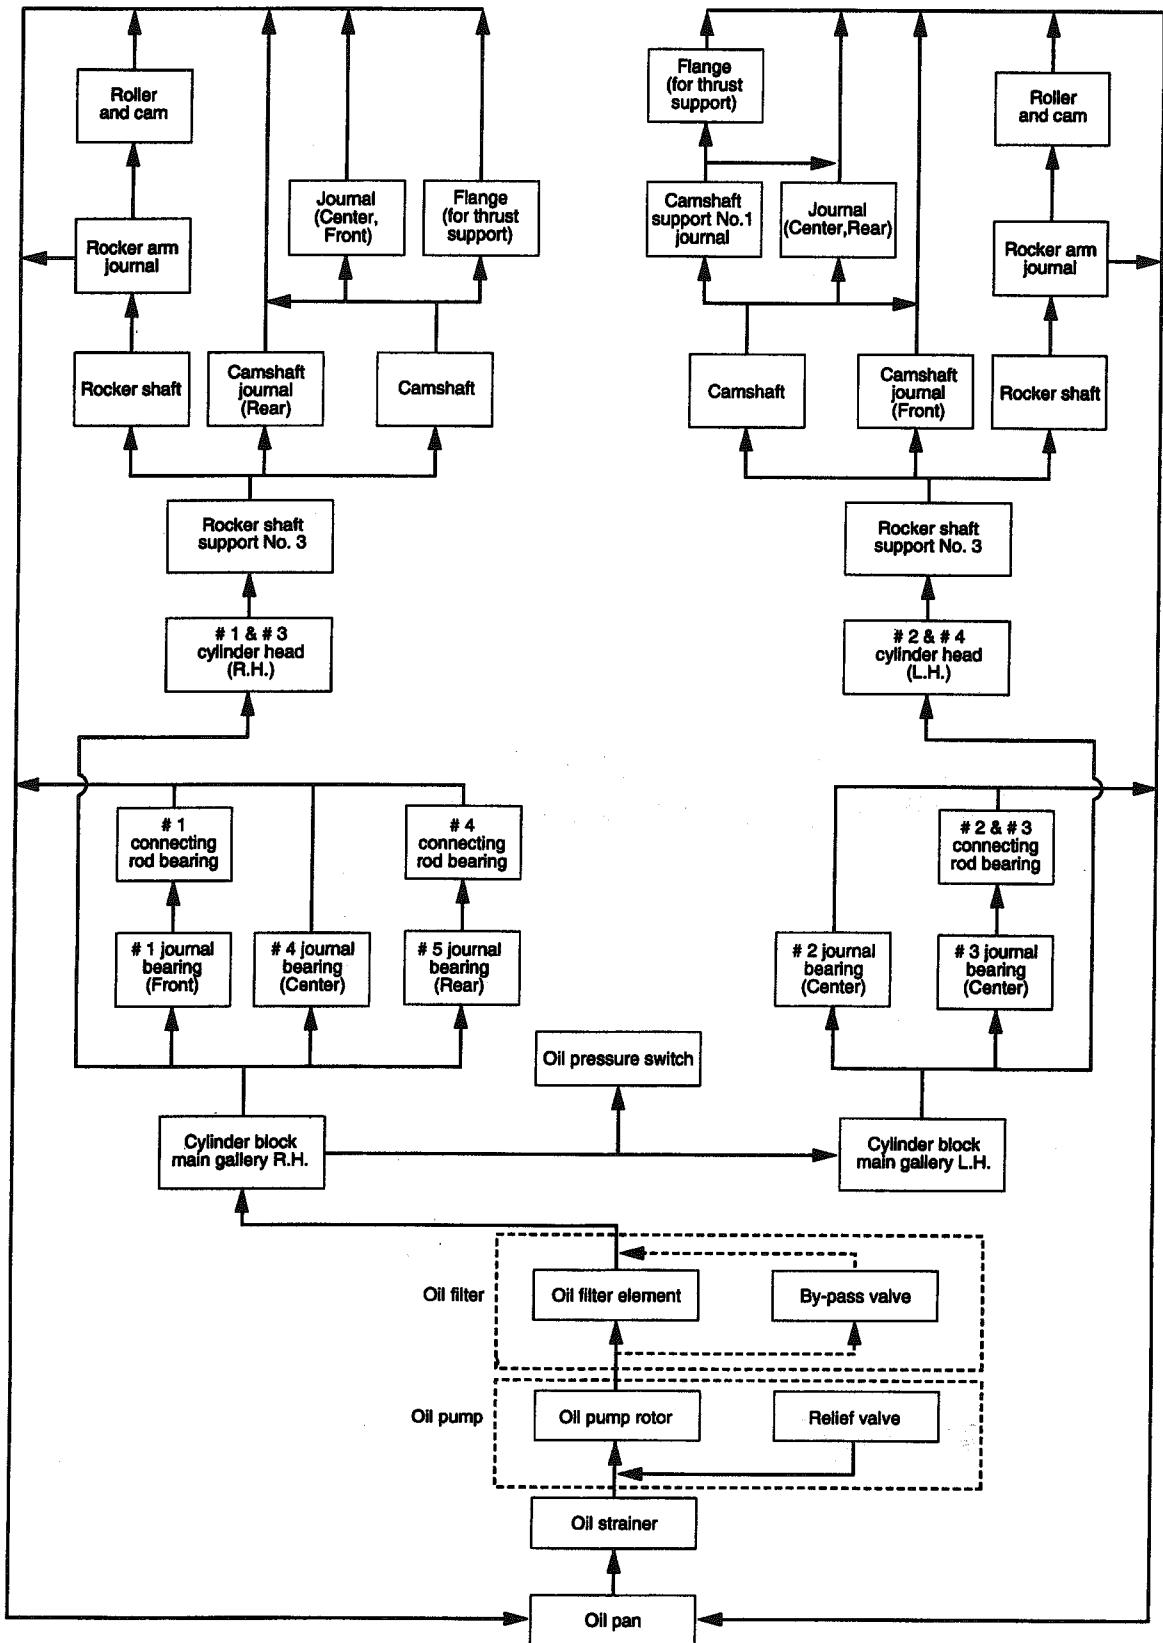 Roller
and cam
Flange
(for thrust
support)
Roller
and cam
Journal
(Center,
Front)
Flange
(for thrust
support)
Camshaft
support No.1
journal
Journal
(Center,Rear)
Rocker arm
journal
Rocker arm
journal
Rocker shaft
Camshaft
journal
(Rear)
Camshaft
Camshaft
Camshaft
journal
(Front)
Rocker shaft
Rocker shaft
support No. 3
Rocker shaft
support No. 3
# 1 & # 3
cylinder head
(R.H.)
# 2 & # 4
cylinder head
(L.H.)
# 1
connecting
rod bearing
# 4
connecting
rod bearing
# 2 & # 3
connecting
rod bearing
# 1 journal
bearing
(Front)
# 4 journal
bearing
(Center)
# 5 journal
bearing
(Rear)
# 2 journal
bearing
(Center)
# 3 journal
bearing
(Center)
Oil pressure switch
Cylinder block
main gallery R.H.
Cylinder block
main gallery L.H.
Oil filter
Oil filter element
By-pass valve
Oil pump
Oil pump rotor
Relief valve
Oil strainer
Oil pan